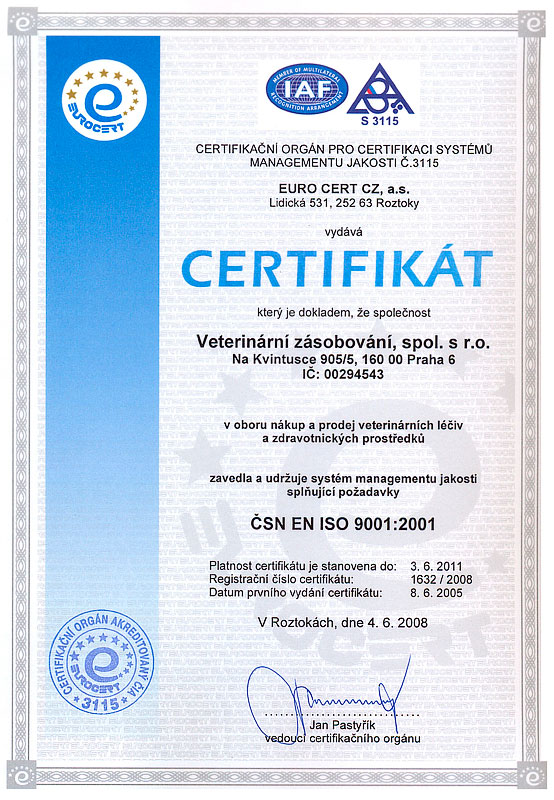 EUROCERT
MEMBER OF MULTILATERAL
IAF
RECOGNITION ARRANGEMENT
S 3115
CERTIFIKAČNÍ ORGÁN PRO CERTIFIKACI SYSTÉMŮ
MANAGEMENTU JAKOSTI Č.3115
EURO CERT CZ, a.s.
Lidická 531, 252 63 Roztoky
vydává
CERTIFIKÁT
který je dokladem, že společnost
Veterinární zásobování, spol. s r.o.
Na Kvintusce 905/5, 160 00 Praha 6
IČ: 00294543
v oboru nákup a prodej veterinárních léčiv
a zdravotnických prostředků
zavedla a udržuje systém managementu jakosti
splňující požadavky
ČSN EN ISO 9001:2001
Platnost certifikátu je stanovena do: 3. 6. 2011
Registrační číslo certifikátu: 1632 / 2008
Datum prvního vydání certifikátu: 8. 6. 2005
V Roztokách, dne 4. 6. 2008
CERTIFIKAČNÍ ORGÁN AKREDITOVANÝ ČIA
EUROCERT
3115
Jan Pastyřík
vedoucí certifikačního orgánu